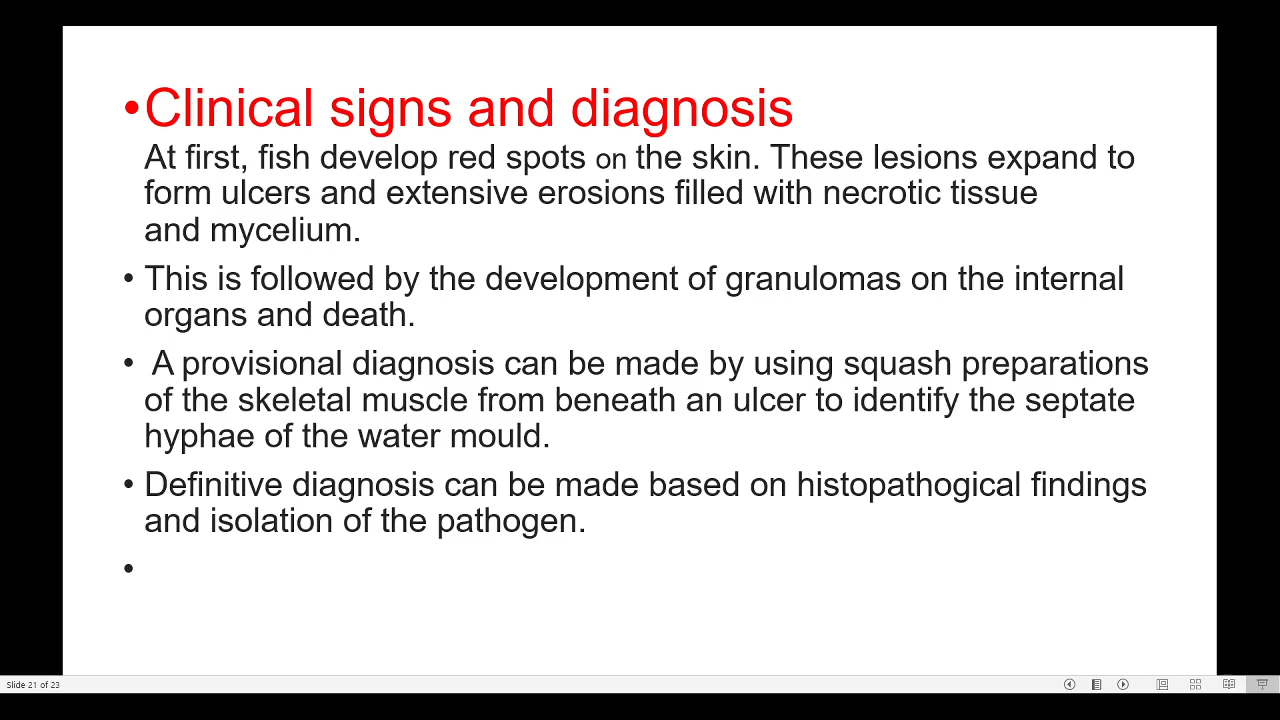 •Clinical signs and diagnosis
At first, fish develop red spots on the skin. These lesions expand to
form ulcers and extensive erosions filled with necrotic tissue
and mycelium.
• This is followed by the development of granulomas on the internal
organs and death.
• A provisional diagnosis can be made by using squash preparations
of the skeletal muscle from beneath an ulcer to identify the septate
hyphae of the water mould.
• Definitive diagnosis can be made based on histopathogical findings
and isolation of the pathogen.
•
Slide 21 of 23